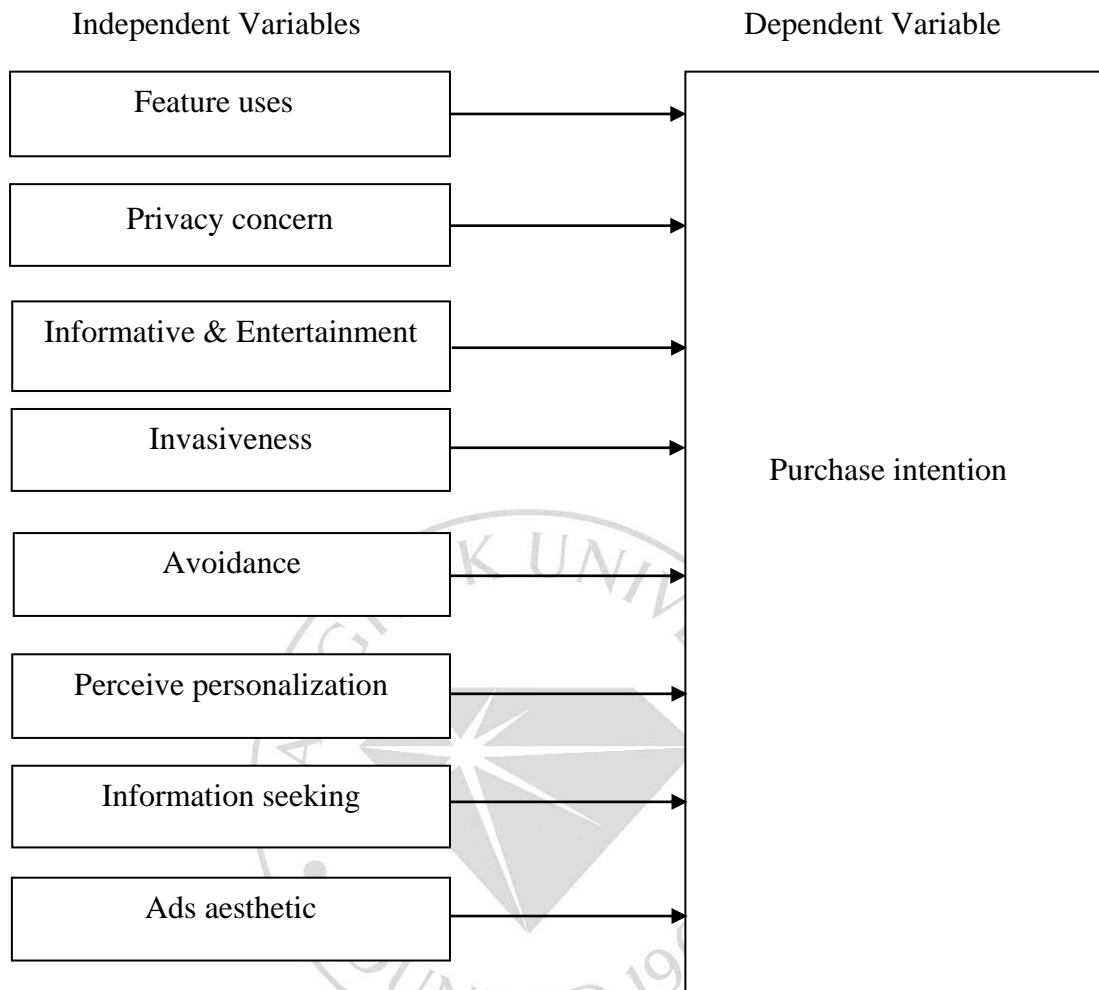 Independent Variables
Dependent Variable
Feature uses
Privacy concern
Informative & Entertainment
Invasiveness
Purchase intention
Avoidance
Perceive personalization
Information seeking
Ads aesthetic